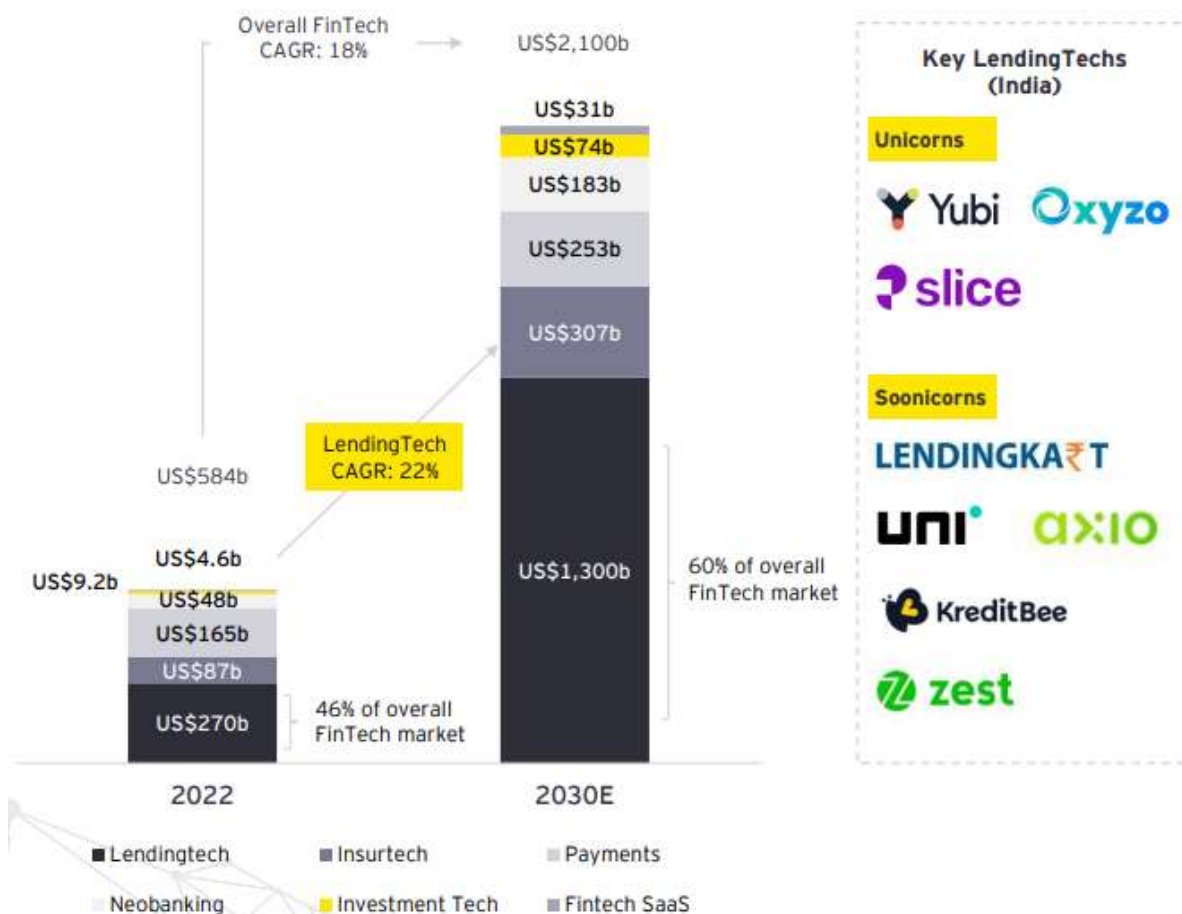 Overall FinTech
CAGR: 18%
US$2,100b
US$31b
US$74b
US$183b
US$253b
US$307b
US$1,300b
60% of overall
FinTech market
LendingTech
CAGR: 22%
US$584b
US$4.6b
US$9.2b
US$48b
US$165b
US$87b
US$270b
46% of overall
FinTech market
2022
2030E
Lendingtech
Insurtech
Payments
Neobanking
Investment Tech
Fintech SaaS
Key LendingTechs
(India)
Unicorns
Yubi
Oxyzo
slice
Soonicorns
LENDINGKA₹T
uni
axio
KreditBee
zest